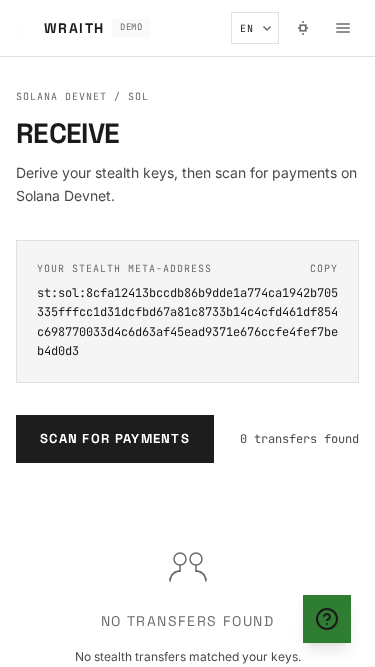 WRAITH DEMO EN
SOLANA DEVNET / SOL
RECEIVE
Derive your stealth keys, then scan for payments on
Solana Devnet.
YOUR STEALTH META-ADDRESS COPY
st:sol:8cfa12413bccdb86b9dde1a774ca1942b705
335fffcc1d31dcfbd67a81c8733b14c4cfd461df854
c698770033d4c6d63af45ead9371e676ccfe4fef7be
b4d0d3
SCAN FOR PAYMENTS 0 transfers found
NO TRANSFERS FOUND
No stealth transfers matched your keys.